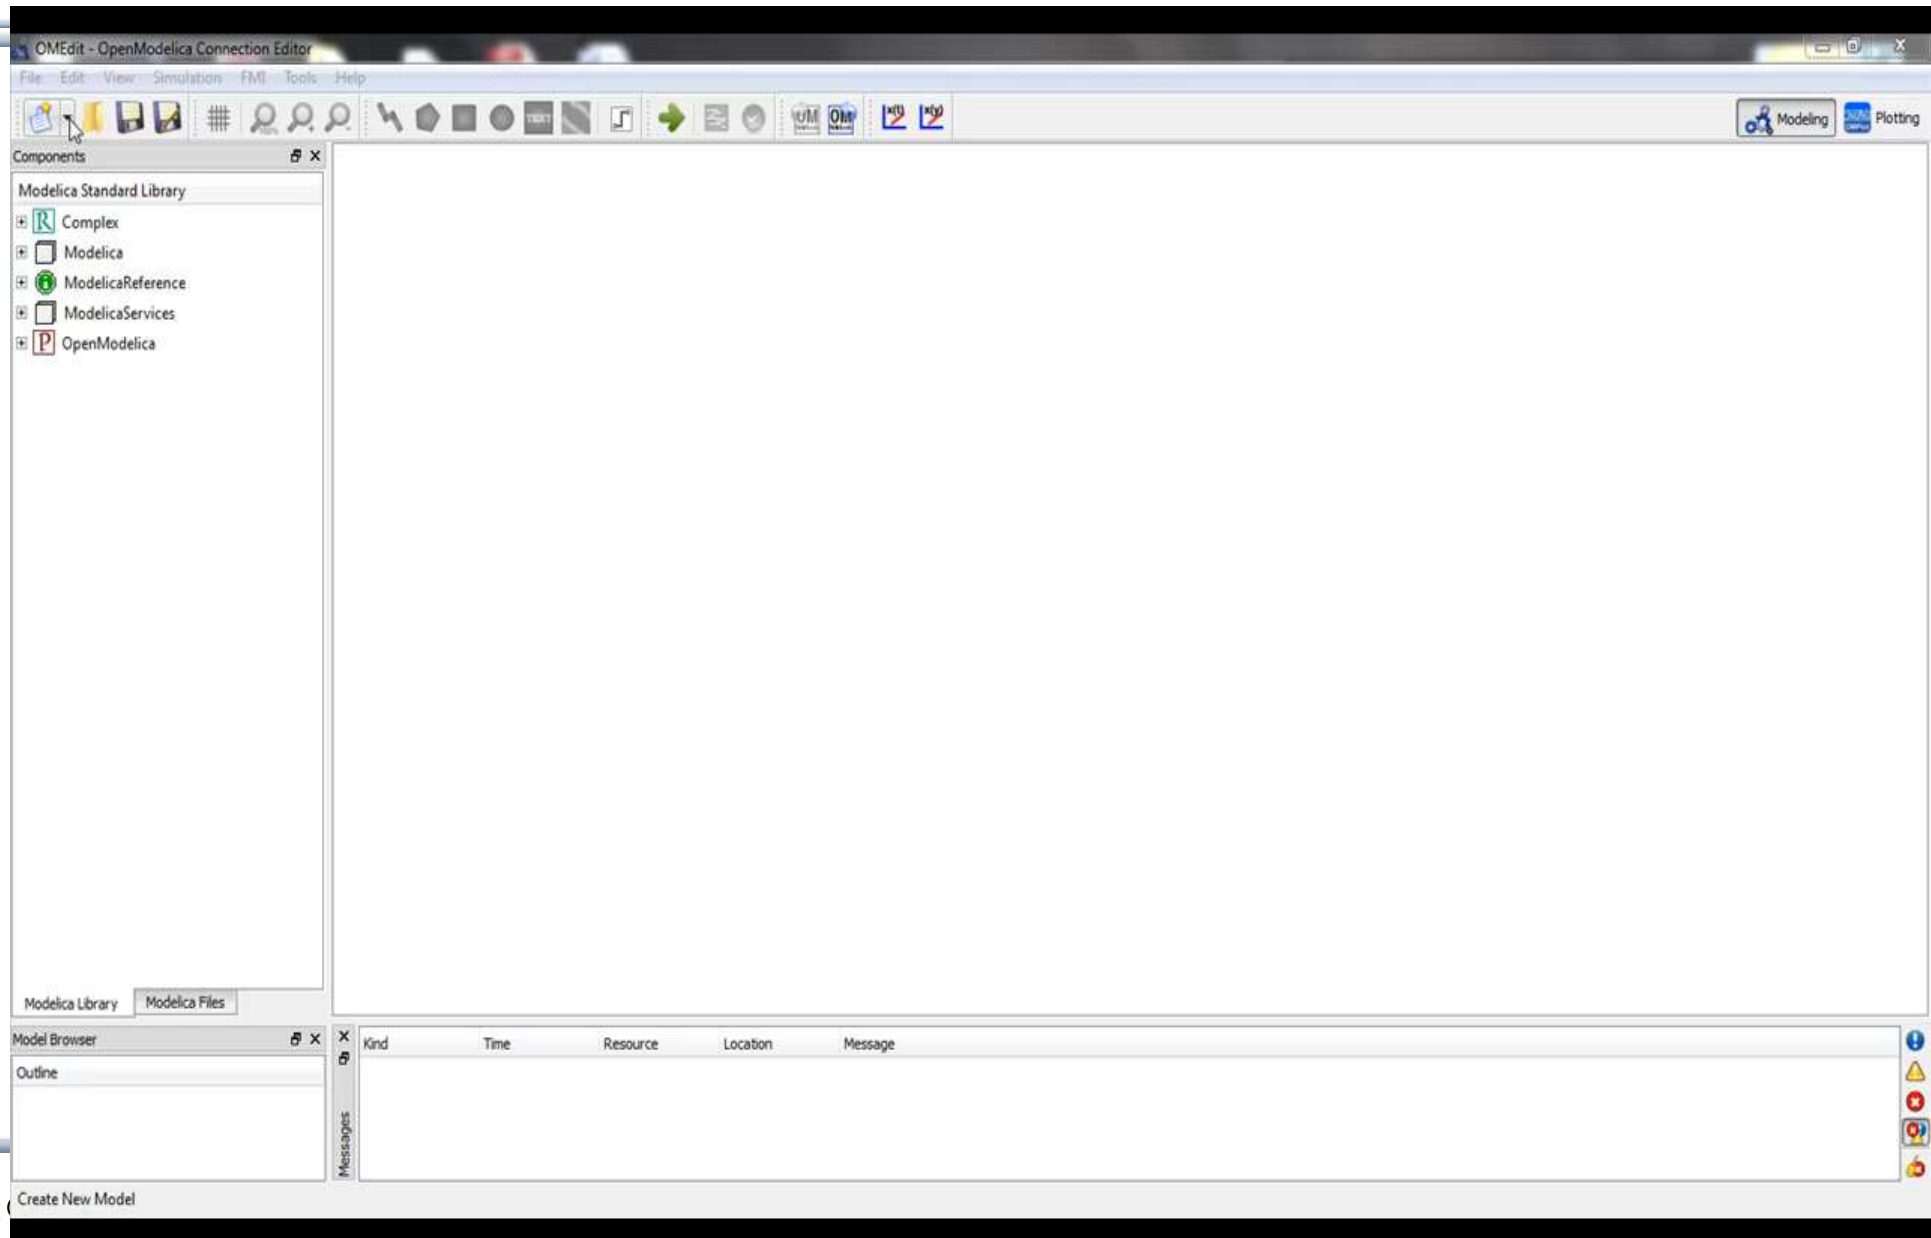 OMEdit - OpenModelica Connection Editor
File Edit View Simulation FMI Tools Help
TEXT OM x(t) x(y) Modeling Plotting
Components
Modelica Standard Library
Complex
Modelica
ModelicaReference
ModelicaServices
P OpenModelica
Modelica Library Modelica Files
Model Browser
Kind Time Resource Location Message
Outline
Messages
Create New Model